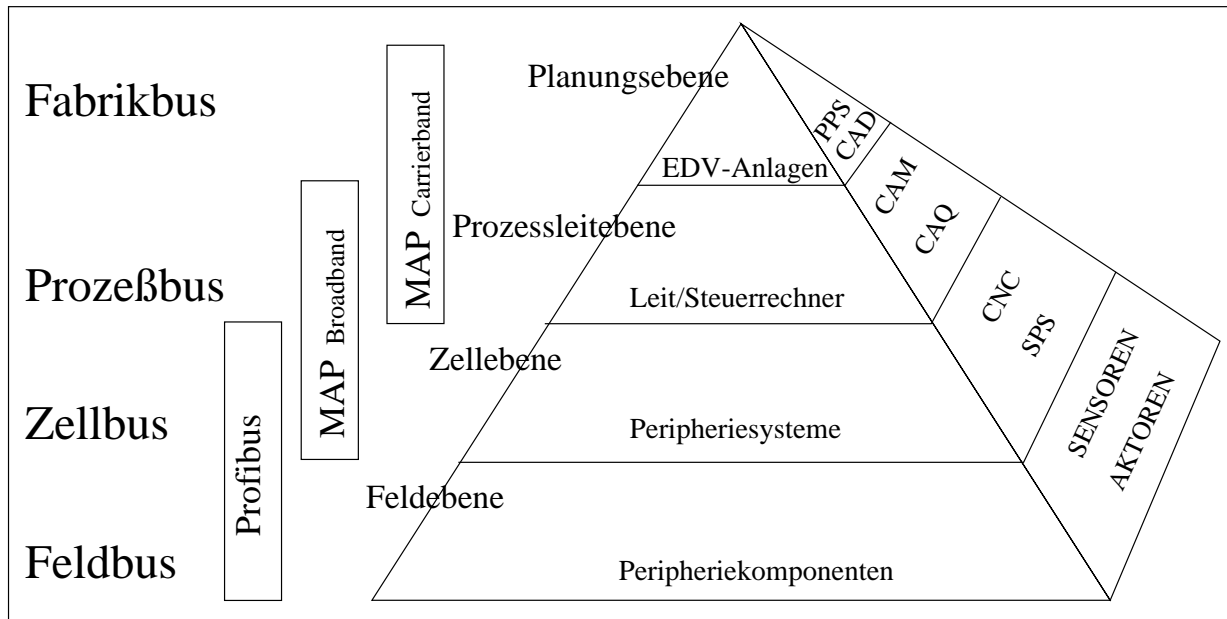 Fabrikbus
Prozeßbus
Zellbus
Feldbus
Profibus
MAP Broadband
MAP Carrierband
Planungsebene
EDV-Anlagen
Prozessleitebene
Leit/Steuerrechner
Zellebene
Peripheriesysteme
Feldebene
Peripheriekomponenten
PPS
CAD
CAM
CAQ
CNC
SPS
SENSOREN
AKTOREN